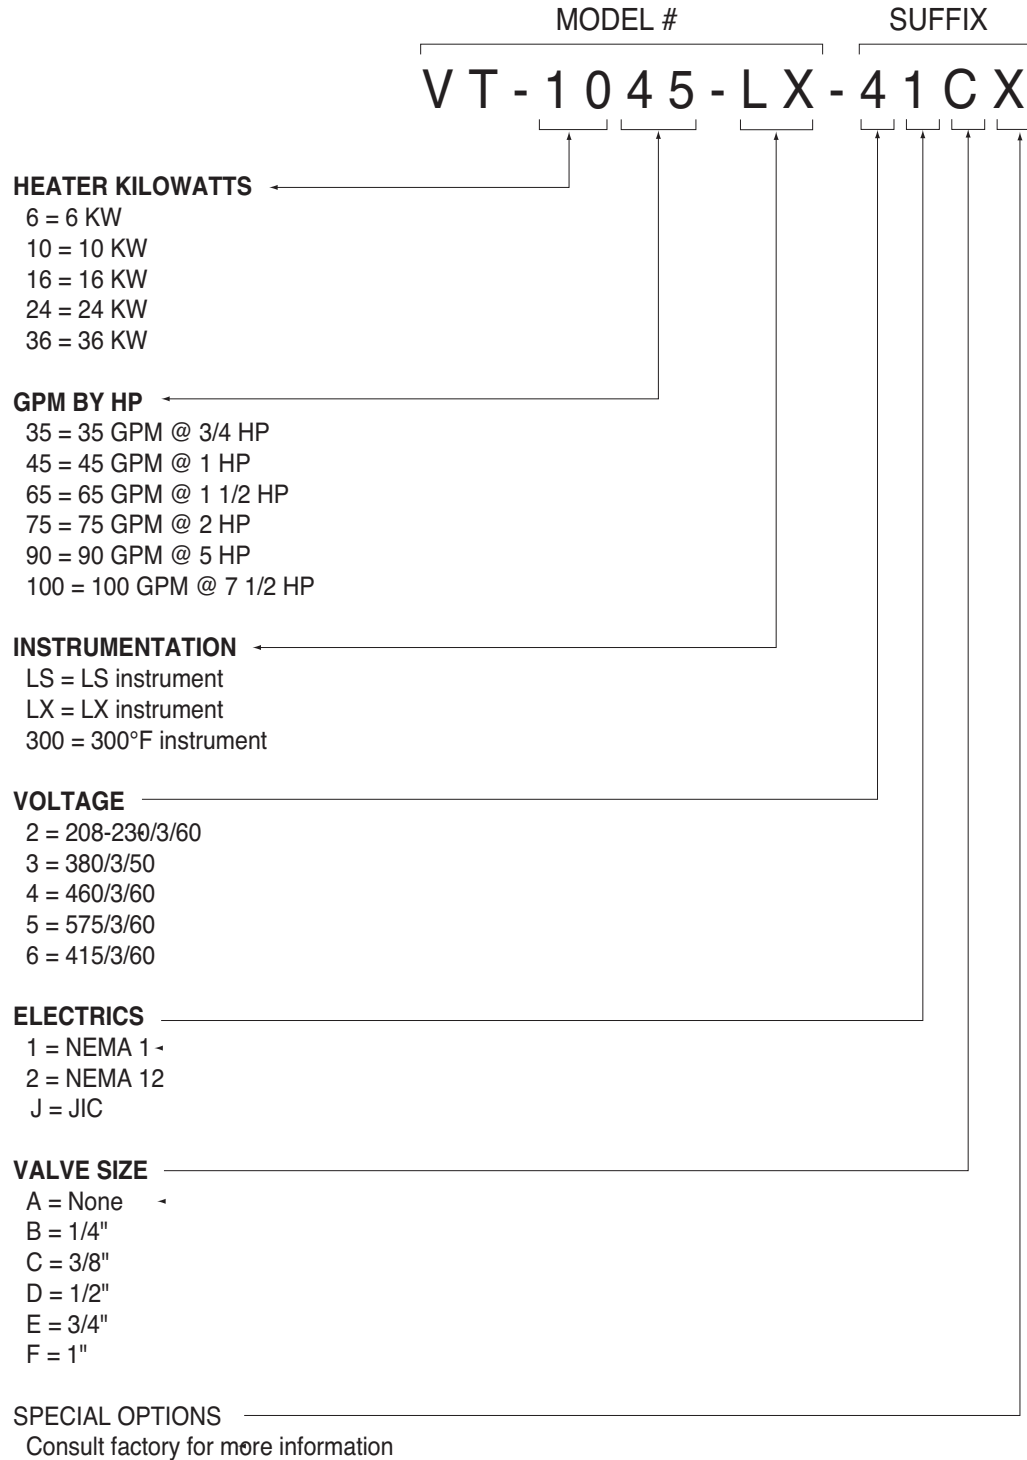 MODEL # SUFFIX
VT-1045-LX-41CX
HEATER KILOWATTS
6 = 6 KW
10 = 10 KW
16 = 16 KW
24 = 24 KW
36 = 36 KW
GPM BY HP
35 = 35 GPM @ 3/4 HP
45 = 45 GPM @ 1 HP
65 = 65 GPM @ 1 1/2 HP
75 = 75 GPM @ 2 HP
90 = 90 GPM @ 5 HP
100 = 100 GPM @ 7 1/2 HP
INSTRUMENTATION
LS = LS instrument
LX = LX instrument
300 = 300°F instrument
VOLTAGE
2 = 208-230/3/60
3 = 380/3/50
4 = 460/3/60
5 = 575/3/60
6 = 415/3/60
ELECTRICS
1 = NEMA 1
2 = NEMA 12
J = JIC
VALVE SIZE
A = None
B = 1/4"
C = 3/8"
D = 1/2"
E = 3/4"
F = 1"
SPECIAL OPTIONS
Consult factory for more information